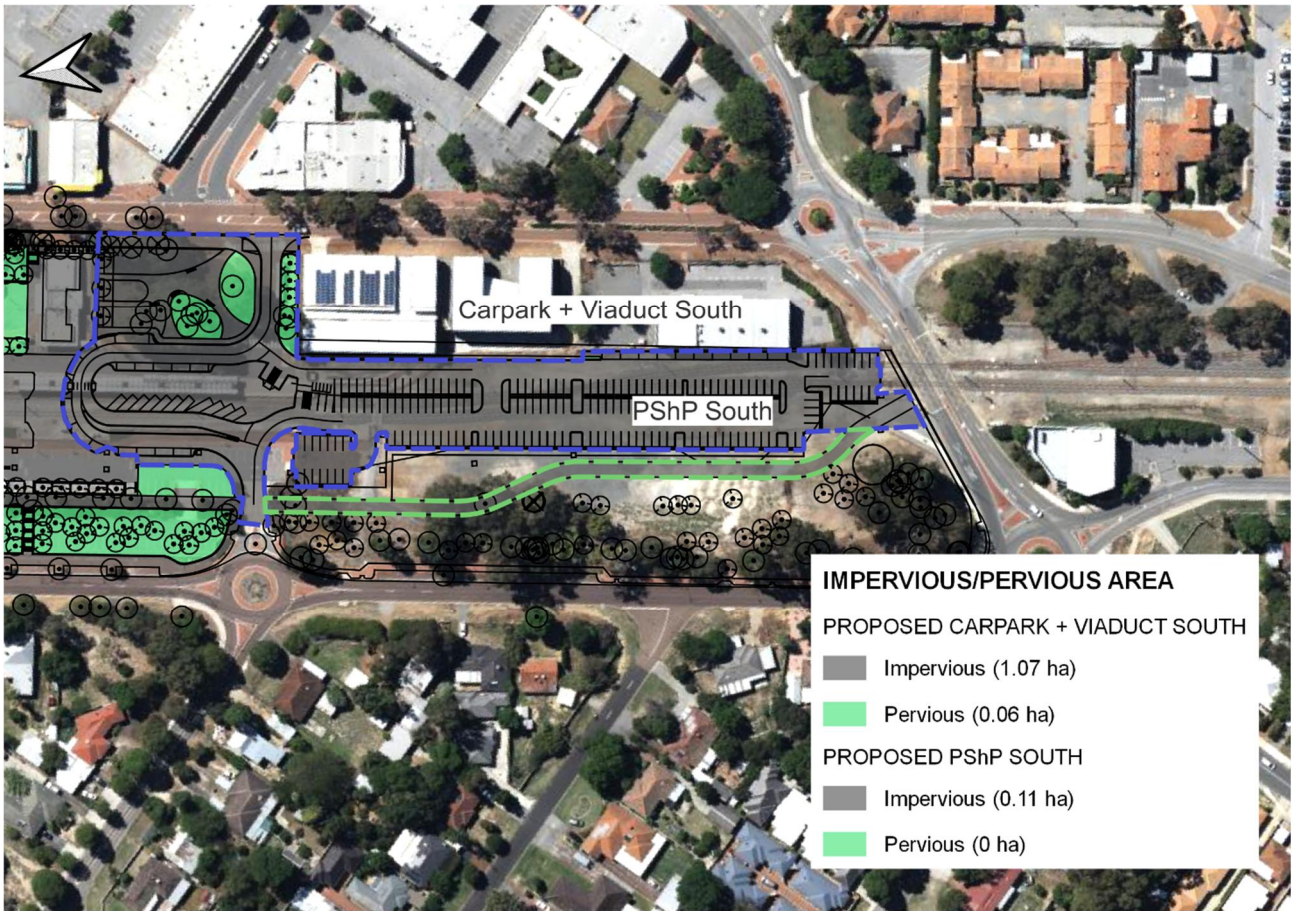 Carpark + Viaduct South
PShP South
IMPERVIOUS/PERVIOUS AREA
PROPOSED CARPARK + VIADUCT SOUTH
Impervious (1.07 ha)
Pervious (0.06 ha)
PROPOSED PShP SOUTH
Impervious (0.11 ha)
Pervious (0 ha)